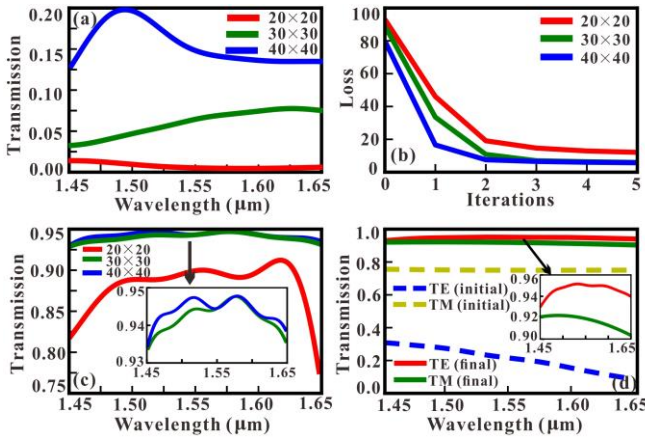 0.20
0.15
0.10
0.05
0.00
Transmission
(a)
20×20
30×30
40×40
1.45 1.50 1.55 1.60 1.65
Wavelength (μm)
100
80
60
40
20
0
Loss
20×20
30×30
40×40
(b)
0 1 2 3 4 5
Iterations
0.95
0.90
0.85
0.80
0.75
Transmission
20×20
30×30
40×40
0.95
0.94
0.93
1.45 1.55 1.65
(c)
1.45 1.50 1.55 1.60 1.65
Wavelength (μm)
1.0
0.8
0.6
0.4
0.2
0.0
Transmission
TE (initial)
TM (initial)
0.96
0.92
0.90
1.45 1.55 1.65
TE (final)
TM (final)
(d)
1.45 1.50 1.55 1.60 1.65
Wavelength (μm)